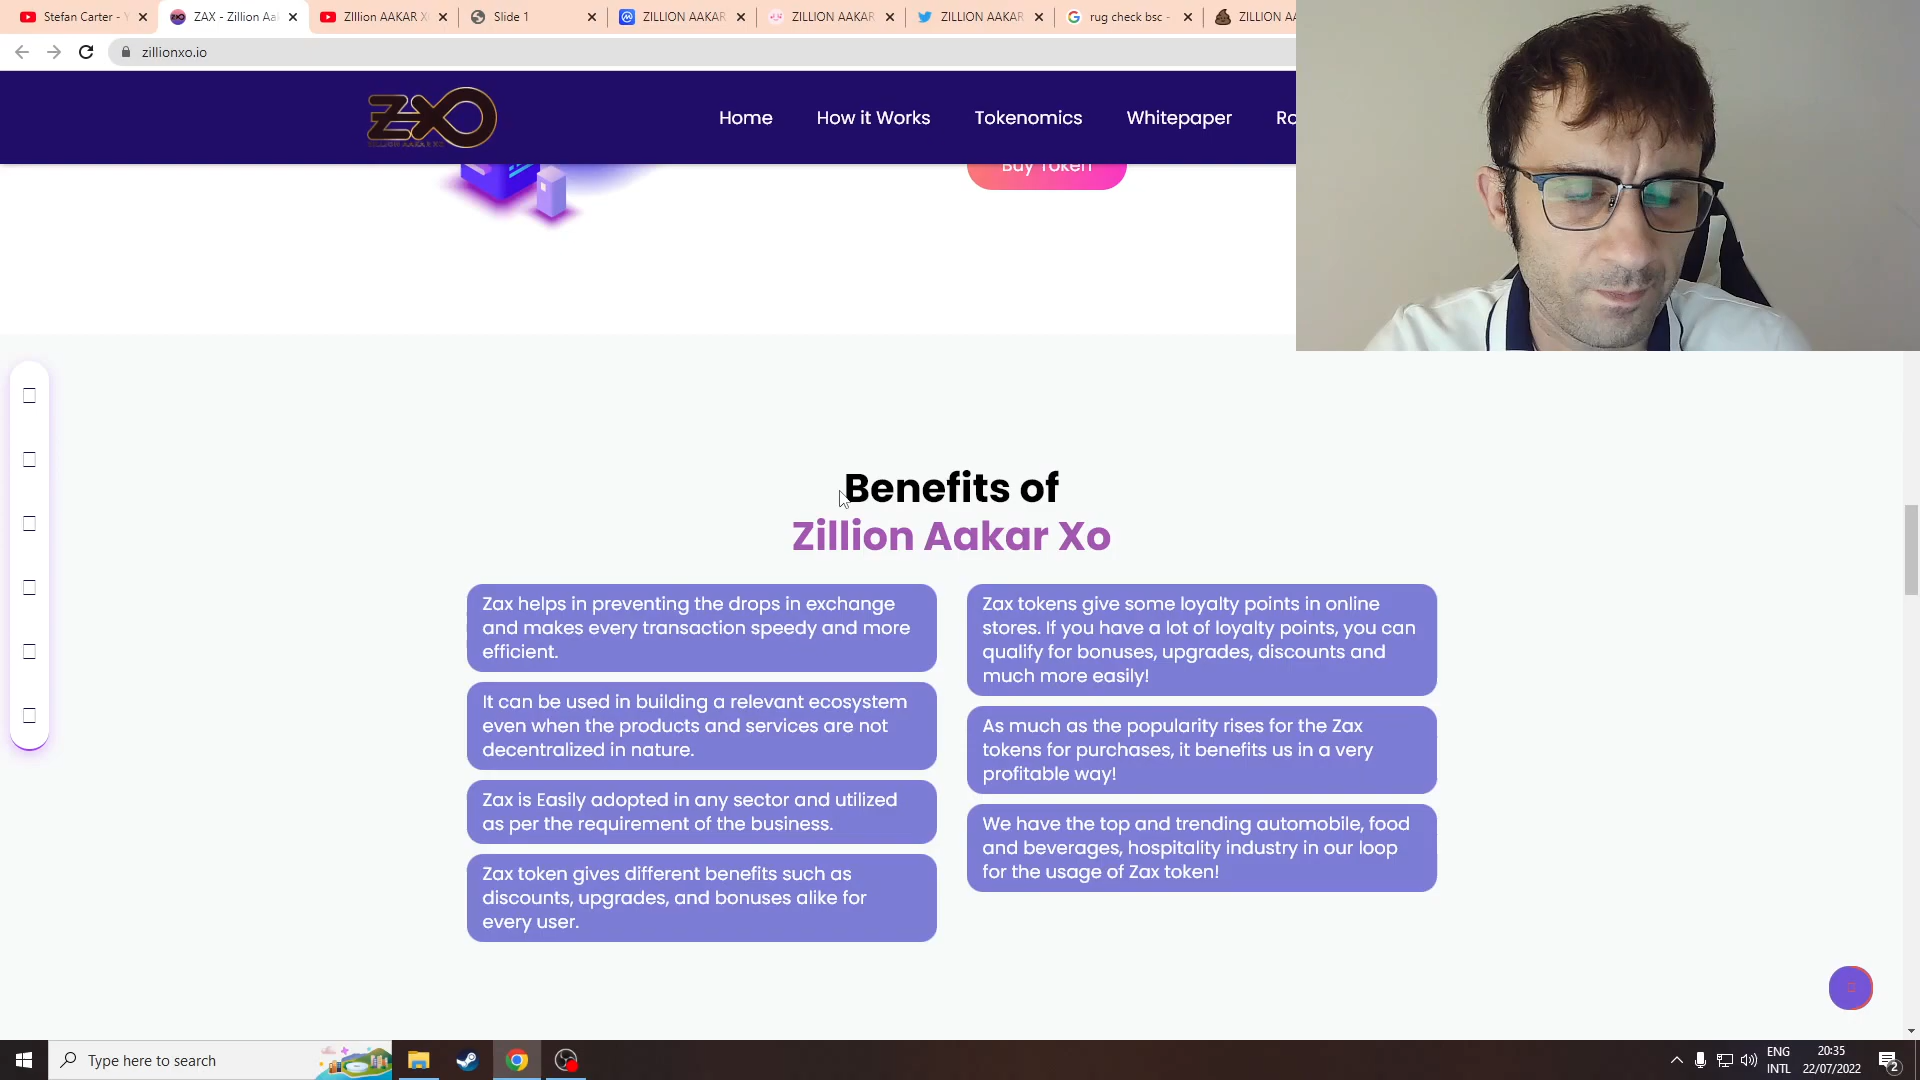 Stefan Carter - Y
ZAX - Zillion Aa
ZIllion AAKAR X
Slide 1
ZILLION AAKAR
ZILLION AAKAR
ZILLION AAKAR
rug check bsc -
ZILLION AA
zillionxo.io
ZXO
Home
How it Works
Tokenomics
Whitepaper
Ro
Buy Token
Benefits of
Zillion Aakar Xo
Zax helps in preventing the drops in exchange
and makes every transaction speedy and more
efficient.
It can be used in building a relevant ecosystem
even when the products and services are not
decentralized in nature.
Zax is Easily adopted in any sector and utilized
as per the requirement of the business.
Zax token gives different benefits such as
discounts, upgrades, and bonuses alike for
every user.
Zax tokens give some loyalty points in online
stores. If you have a lot of loyalty points, you can
qualify for bonuses, upgrades, discounts and
much more easily!
As much as the popularity rises for the Zax
tokens for purchases, it benefits us in a very
profitable way!
We have the top and trending automobile, food
and beverages, hospitality industry in our loop
for the usage of Zax token!
Type here to search
ENG
INTL
20:35
22/07/2022
2